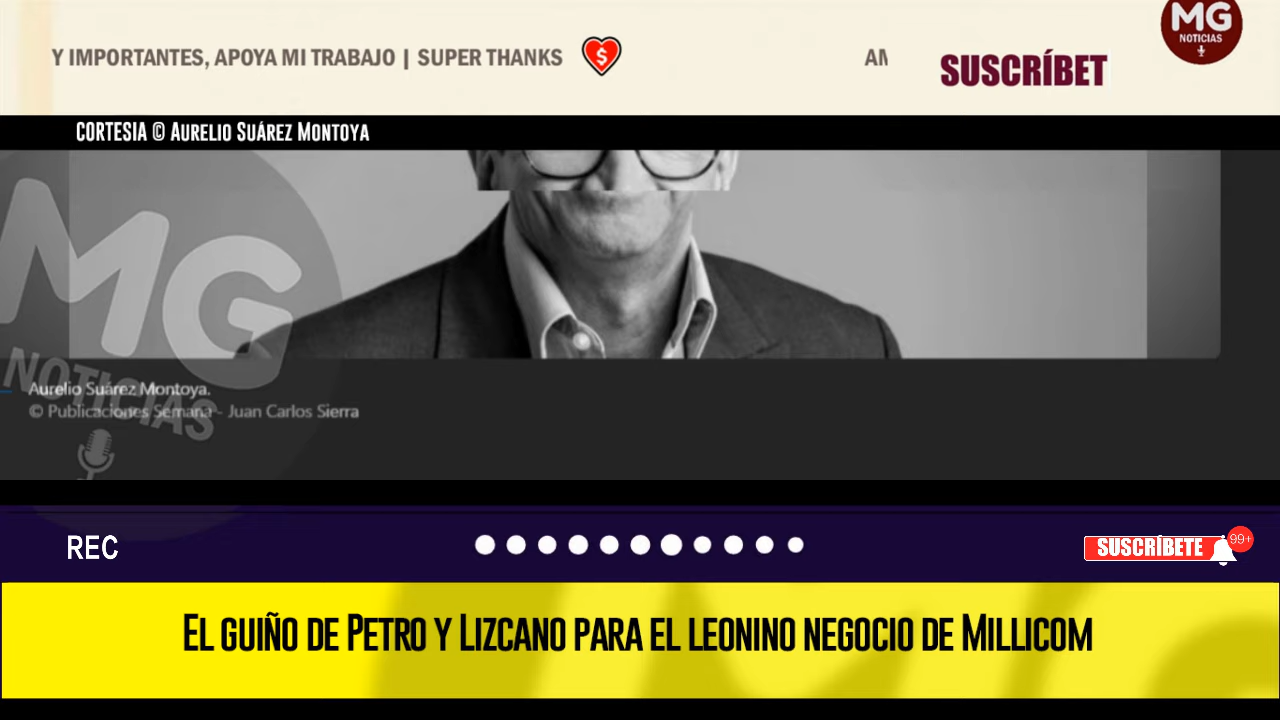 Y IMPORTANTES, APOYA MI TRABAJO | SUPER THANKS
$
AM
SUSCRÍBET
MG
NOTICIAS
CORTESIA © AURELIO SUÁREZ MONTOYA
MG
NOTICIAS
Aurelio Suárez Montoya.
© Publicaciones Semana - Juan Carlos Sierra
REC
SUSCRÍBETE
99+
EL GUIÑO DE PETRO Y LIZCANO PARA EL LEONINO NEGOCIO DE MILLICOM